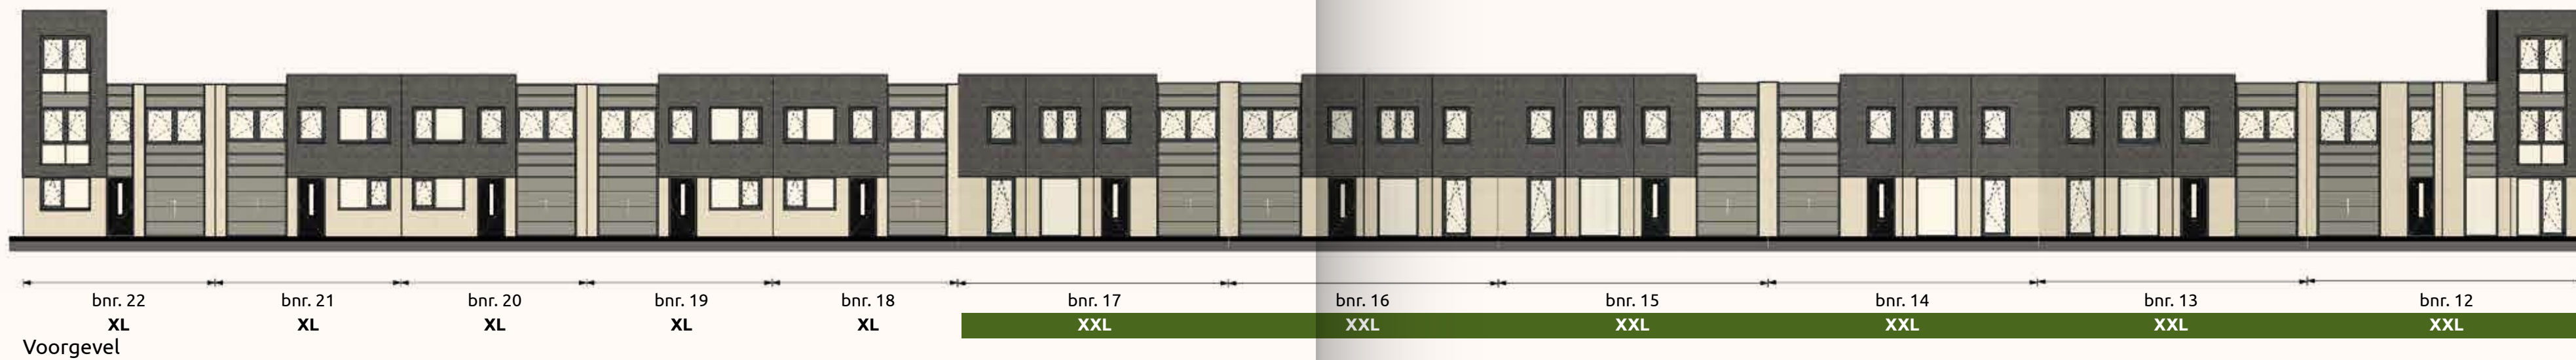 bnr. 22 bnr. 21 bnr. 20 bnr. 19 bnr. 18 bnr. 17 bnr. 16 bnr. 15 bnr. 14 bnr. 13 bnr. 12
XL XL XL XL XL XXL XXL XXL XXL XXL XXL
Voorgevel